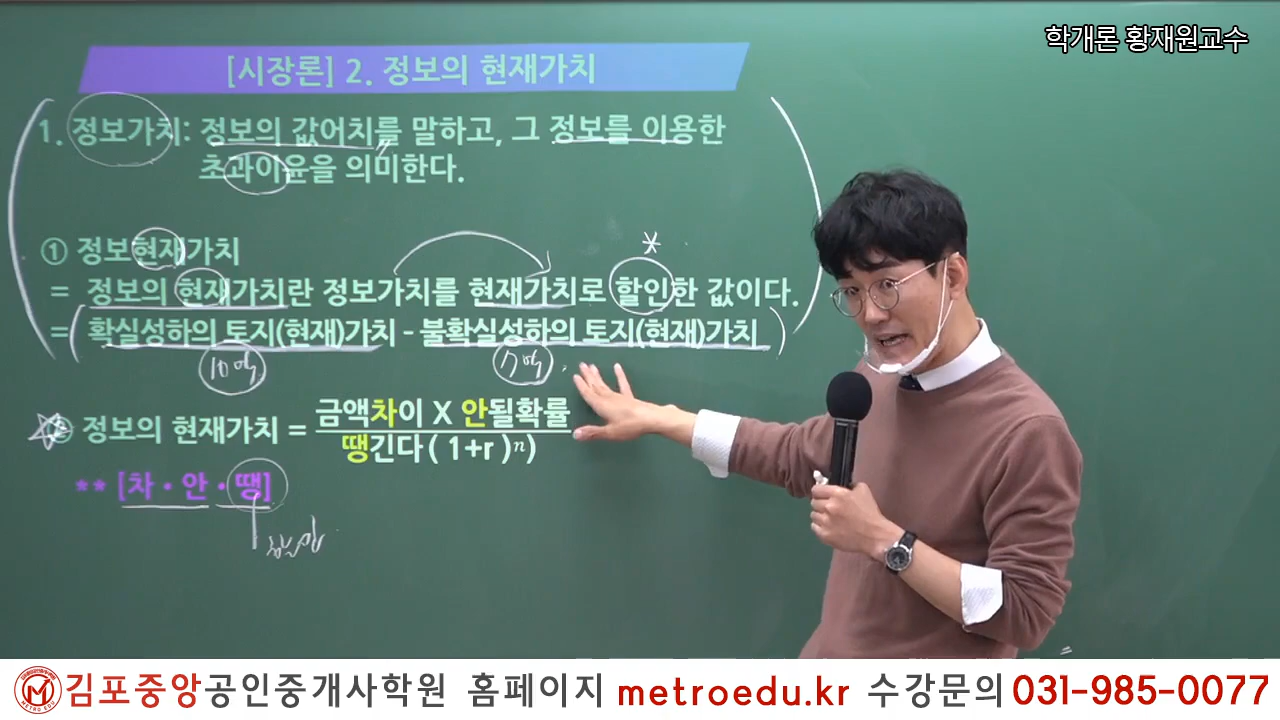 학개론 황재원교수
[시장론] 2. 정보의 현재가치
1. 정보가치: 정보의 값어치를 말하고, 그 정보를 이용한
초과이윤을 의미한다.
① 정보현재가치
= 정보의 현재가치란 정보가치를 현재가치로 할인한 값이다.
= (확실성하의 토지(현재)가치 - 불확실성하의 토지(현재)가치)
10억 7억
② 정보의 현재가치 = 금액차이 X 안될확률
땡긴다 ( 1+r )ⁿ)
** [차 · 안 · 땡]
METRO EDU 김포중앙공인중개사학원 홈페이지 metroedu.kr 수강문의 031-985-0077